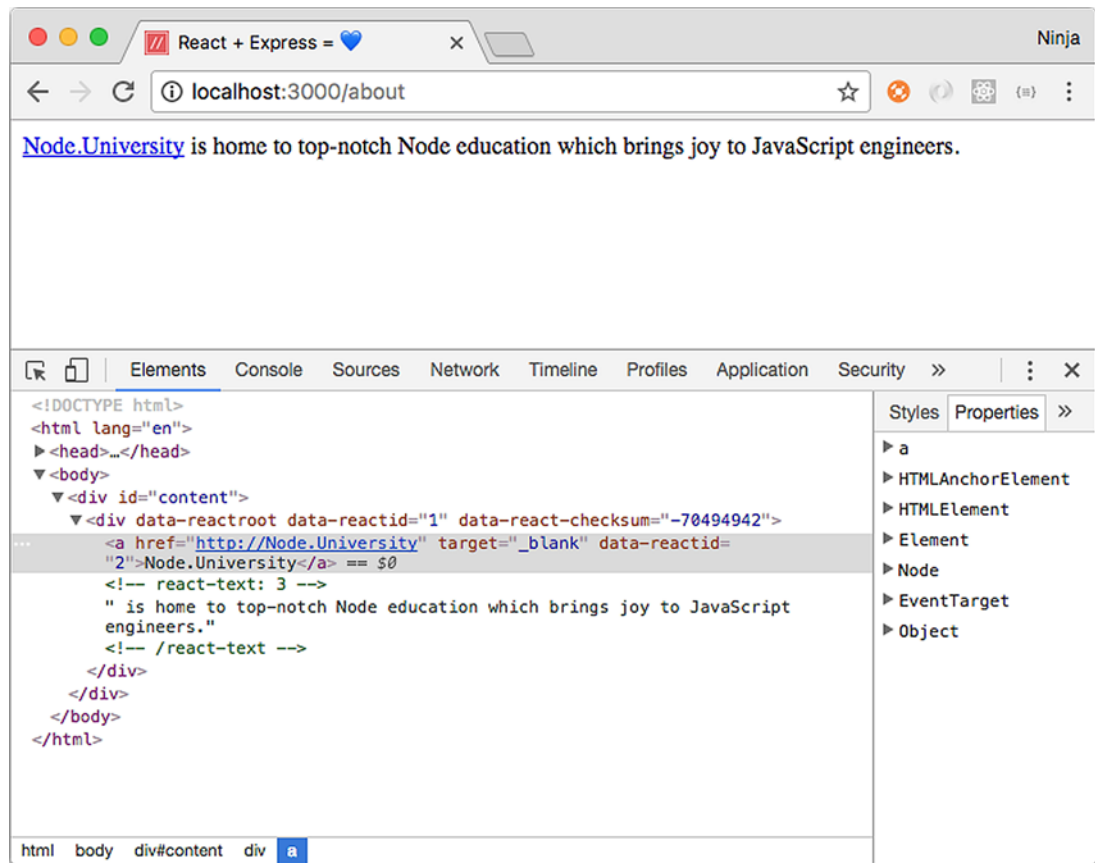 React + Express = 💙
Ninja
localhost:3000/about
Node.University is home to top-notch Node education which brings joy to JavaScript engineers.
Elements Console Sources Network Timeline Profiles Application Security »
<!DOCTYPE html>
<html lang="en">
<head>…</head>
<body>
<div id="content">
<div data-reactroot data-reactid="1" data-react-checksum="-70494942">
<a href="http://Node.University" target="_blank" data-reactid=
"2">Node.University</a> == $0
<!-- react-text: 3 -->
" is home to top-notch Node education which brings joy to JavaScript
engineers."
<!-- /react-text -->
</div>
</div>
</body>
</html>
html body div#content div a
Styles Properties »
a
HTMLAnchorElement
HTMLElement
Element
Node
EventTarget
Object